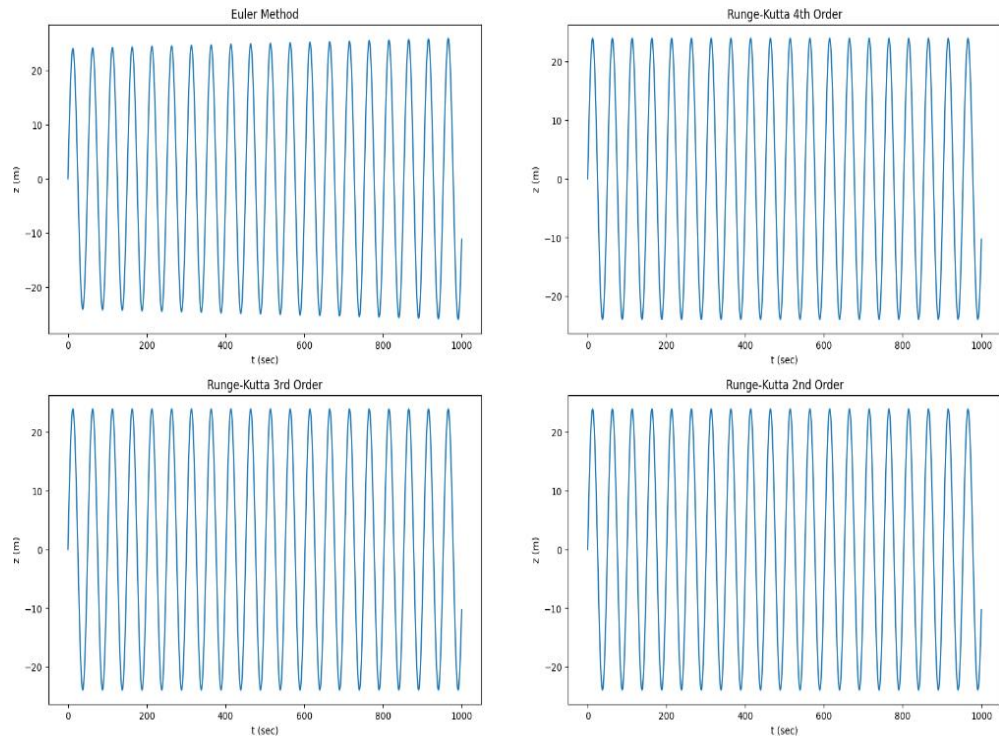 Euler Method
z (m)
20
10
0
−10
−20
0 200 400 600 800 1000
t (sec)
Runge-Kutta 4th Order
z (m)
20
10
0
−10
−20
0 200 400 600 800 1000
t (sec)
Runge-Kutta 3rd Order
z (m)
20
10
0
−10
−20
0 200 400 600 800 1000
t (sec)
Runge-Kutta 2nd Order
z (m)
20
10
0
−10
−20
0 200 400 600 800 1000
t (sec)